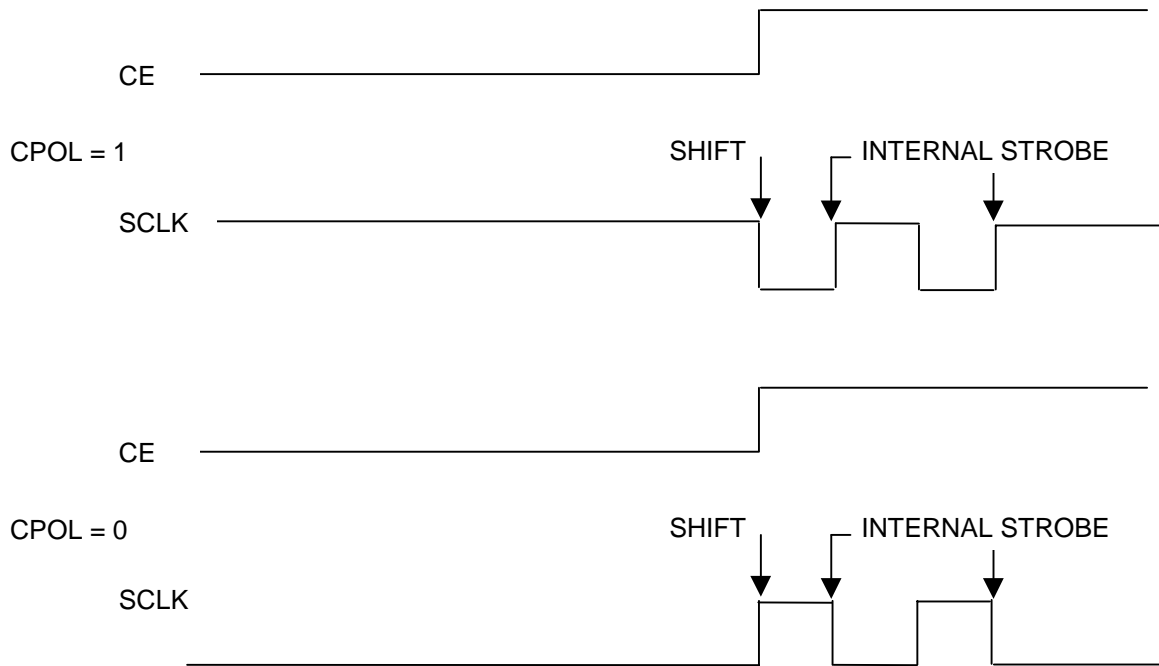 CE
CPOL = 1
SHIFT
INTERNAL STROBE
SCLK
CE
CPOL = 0
SHIFT
INTERNAL STROBE
SCLK